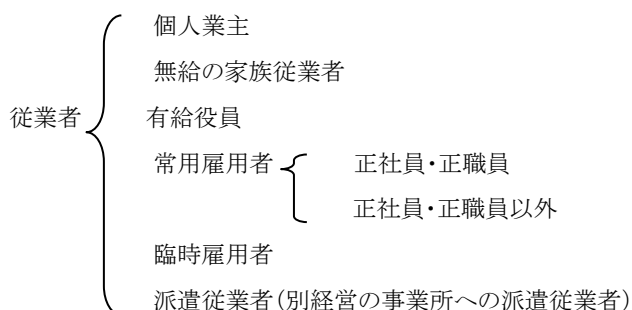 個人業主
無給の家族従業者
従業者 有給役員
常用雇用者 正社員・正職員
正社員・正職員以外
臨時雇用者
派遣従業者(別経営の事業所への派遣従業者)